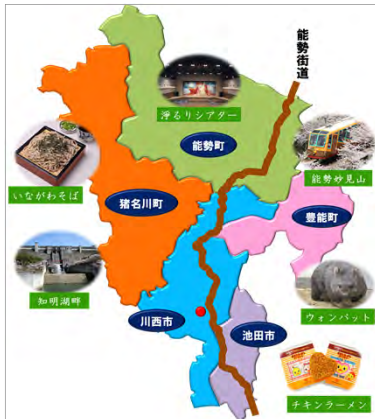 能勢街道
浄るりシアター
能勢町
いながわそば
能勢妙見山
猪名川町
豊能町
知明湖畔
ウォンバット
川西市
池田市
チキンラーメン